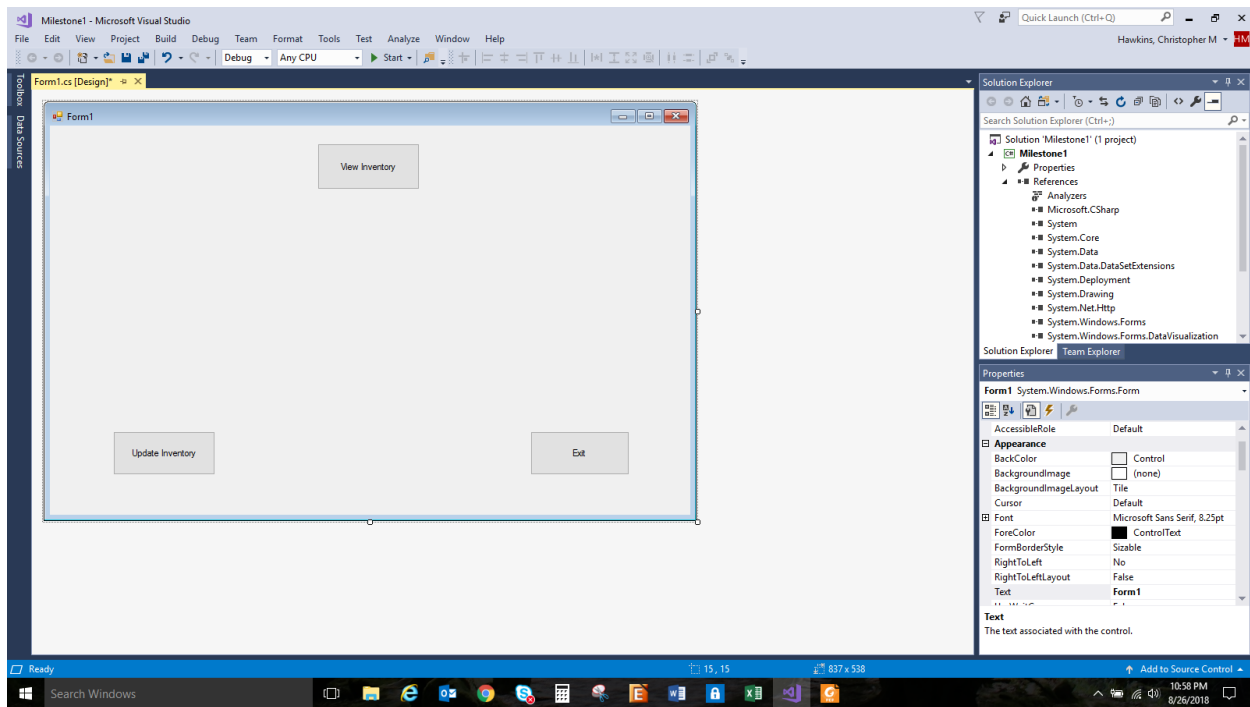 Milestone1 - Microsoft Visual Studio
Quick Launch (Ctrl+Q)
File Edit View Project Build Debug Team Format Tools Test Analyze Window Help
Hawkins, Christopher M
HM
Debug Any CPU Start
Toolbox
Data Sources
Form1.cs [Design]*
Form1
View Inventory
Update Inventory
Exit
Solution Explorer
Search Solution Explorer (Ctrl+;)
Solution 'Milestone1' (1 project)
C# Milestone1
Properties
References
Analyzers
Microsoft.CSharp
System
System.Core
System.Data
System.Data.DataSetExtensions
System.Deployment
System.Drawing
System.Net.Http
System.Windows.Forms
System.Windows.Forms.DataVisualization
Solution Explorer Team Explorer
Properties
Form1 System.Windows.Forms.Form
AccessibleRole Default
Appearance
BackColor Control
BackgroundImage (none)
BackgroundImageLayout Tile
Cursor Default
Font Microsoft Sans Serif, 8.25pt
ForeColor ControlText
FormBorderStyle Sizable
RightToLeft No
RightToLeftLayout False
Text Form1
Text
The text associated with the control.
Ready
15 , 15
837 x 538
Add to Source Control
Search Windows
10:58 PM
8/26/2018